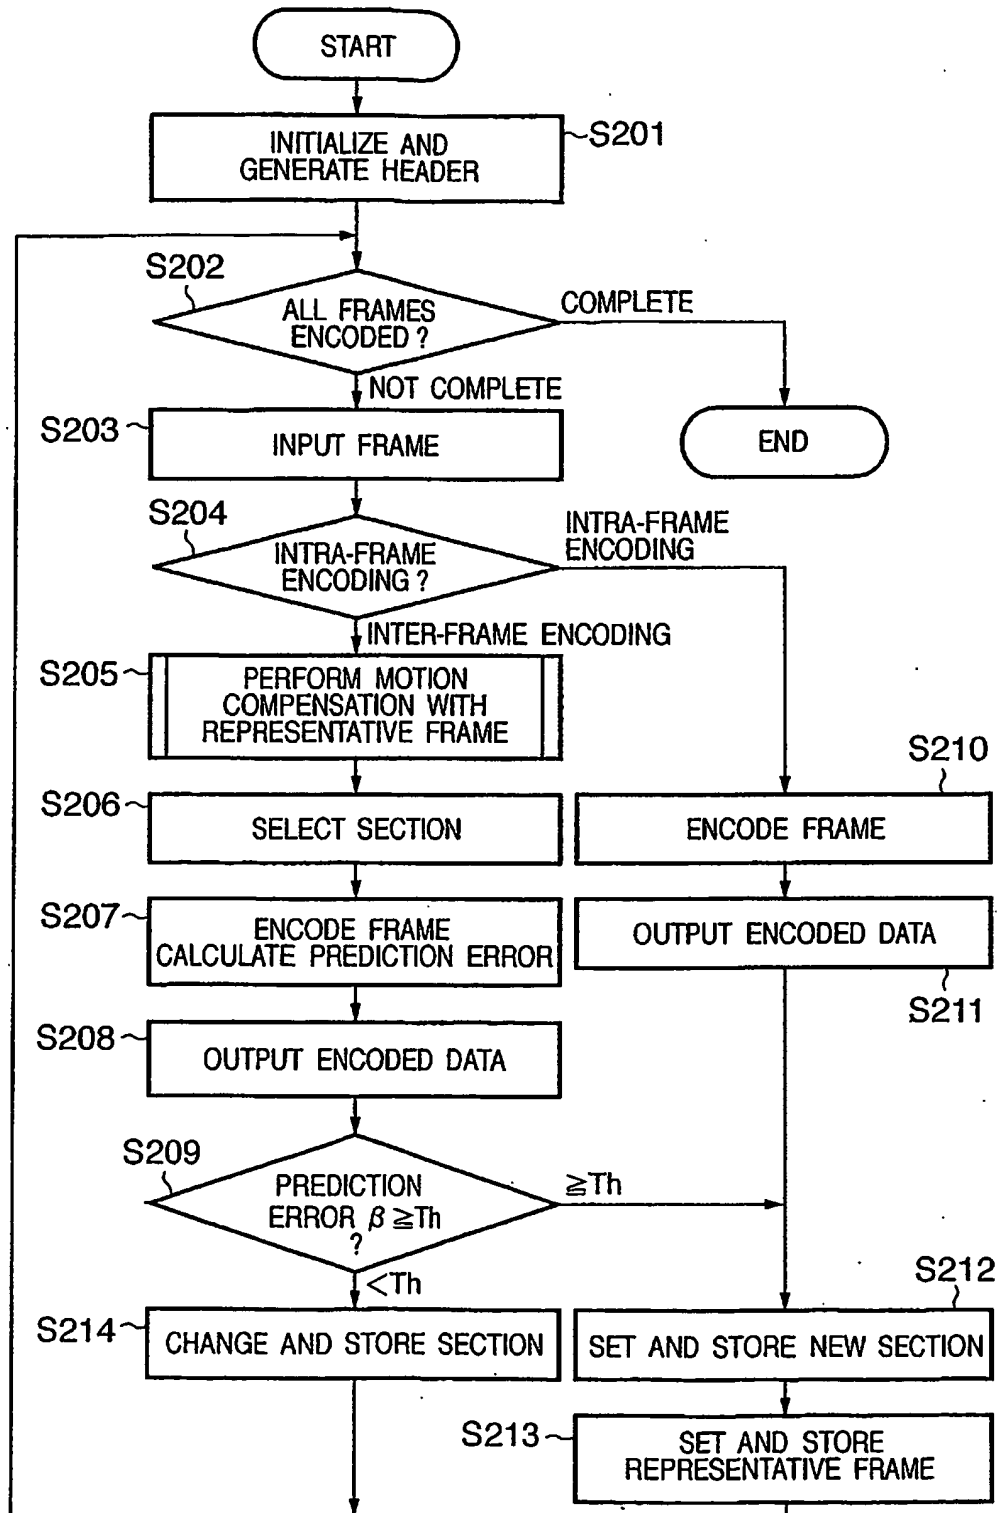 START
INITIALIZE AND
GENERATE HEADER
S201
S202
ALL FRAMES
ENCODED ?
COMPLETE
NOT COMPLETE
S203
INPUT FRAME
END
S204
INTRA-FRAME
ENCODING ?
INTRA-FRAME
ENCODING
INTER-FRAME ENCODING
S205
PERFORM MOTION
COMPENSATION WITH
REPRESENTATIVE FRAME
S210
S206
SELECT SECTION
ENCODE FRAME
S207
ENCODE FRAME
CALCULATE PREDICTION ERROR
OUTPUT ENCODED DATA
S211
S208
OUTPUT ENCODED DATA
S209
PREDICTION
ERROR β ≧Th
?
≧Th
<Th
S212
S214
CHANGE AND STORE SECTION
SET AND STORE NEW SECTION
S213
SET AND STORE
REPRESENTATIVE FRAME